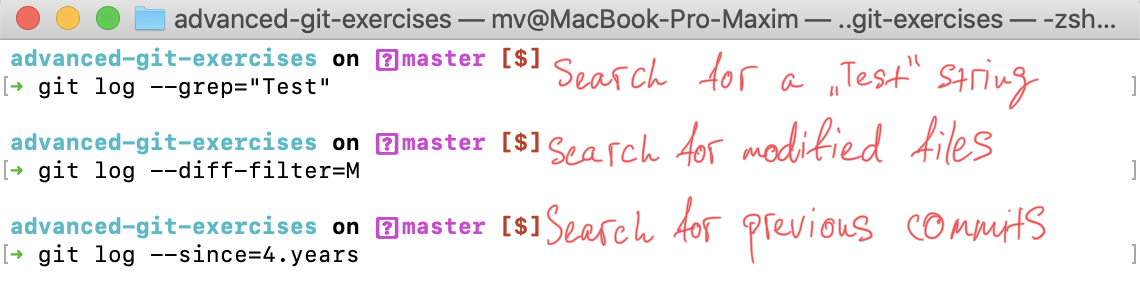 advanced-git-exercises — mv@MacBook-Pro-Maxim — ..git-exercises — -zsh...
advanced-git-exercises on ?master [$] Search for a „Test“ string
[➜ git log --grep="Test" ]
advanced-git-exercises on ?master [$] Search for modified files
[➜ git log --diff-filter=M ]
advanced-git-exercises on ?master [$] Search for previous commits
[➜ git log --since=4.years ]